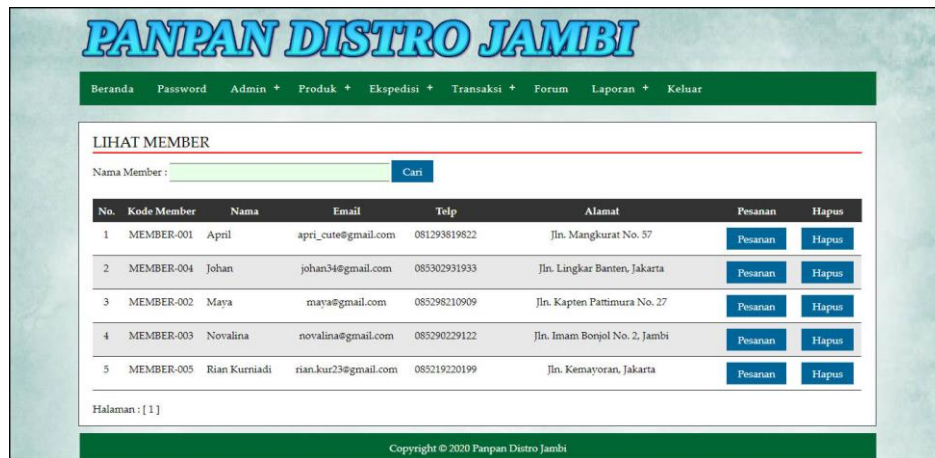 PANPAN DISTRO JAMBI
Beranda Password Admin + Produk + Ekspedisi + Transaksi + Forum Laporan + Keluar
LIHAT MEMBER
Nama Member : Cari
No. Kode Member Nama Email Telp Alamat Pesanan Hapus
1 MEMBER-001 April apri_cute@gmail.com 081293819822 Jln. Mangkurat No. 57 Pesanan Hapus
2 MEMBER-004 Johan johan34@gmail.com 085302931933 Jln. Lingkar Banten, Jakarta Pesanan Hapus
3 MEMBER-002 Maya maya@gmail.com 085298210909 Jln. Kapten Pattimura No. 27 Pesanan Hapus
4 MEMBER-003 Novalina novalina@gmail.com 085290229122 Jln. Imam Bonjol No. 2, Jambi Pesanan Hapus
5 MEMBER-005 Rian Kurniadi rian.kur23@gmail.com 085219220199 Jln. Kemayoran, Jakarta Pesanan Hapus
Halaman : [ 1 ]
Copyright © 2020 Panpan Distro Jambi